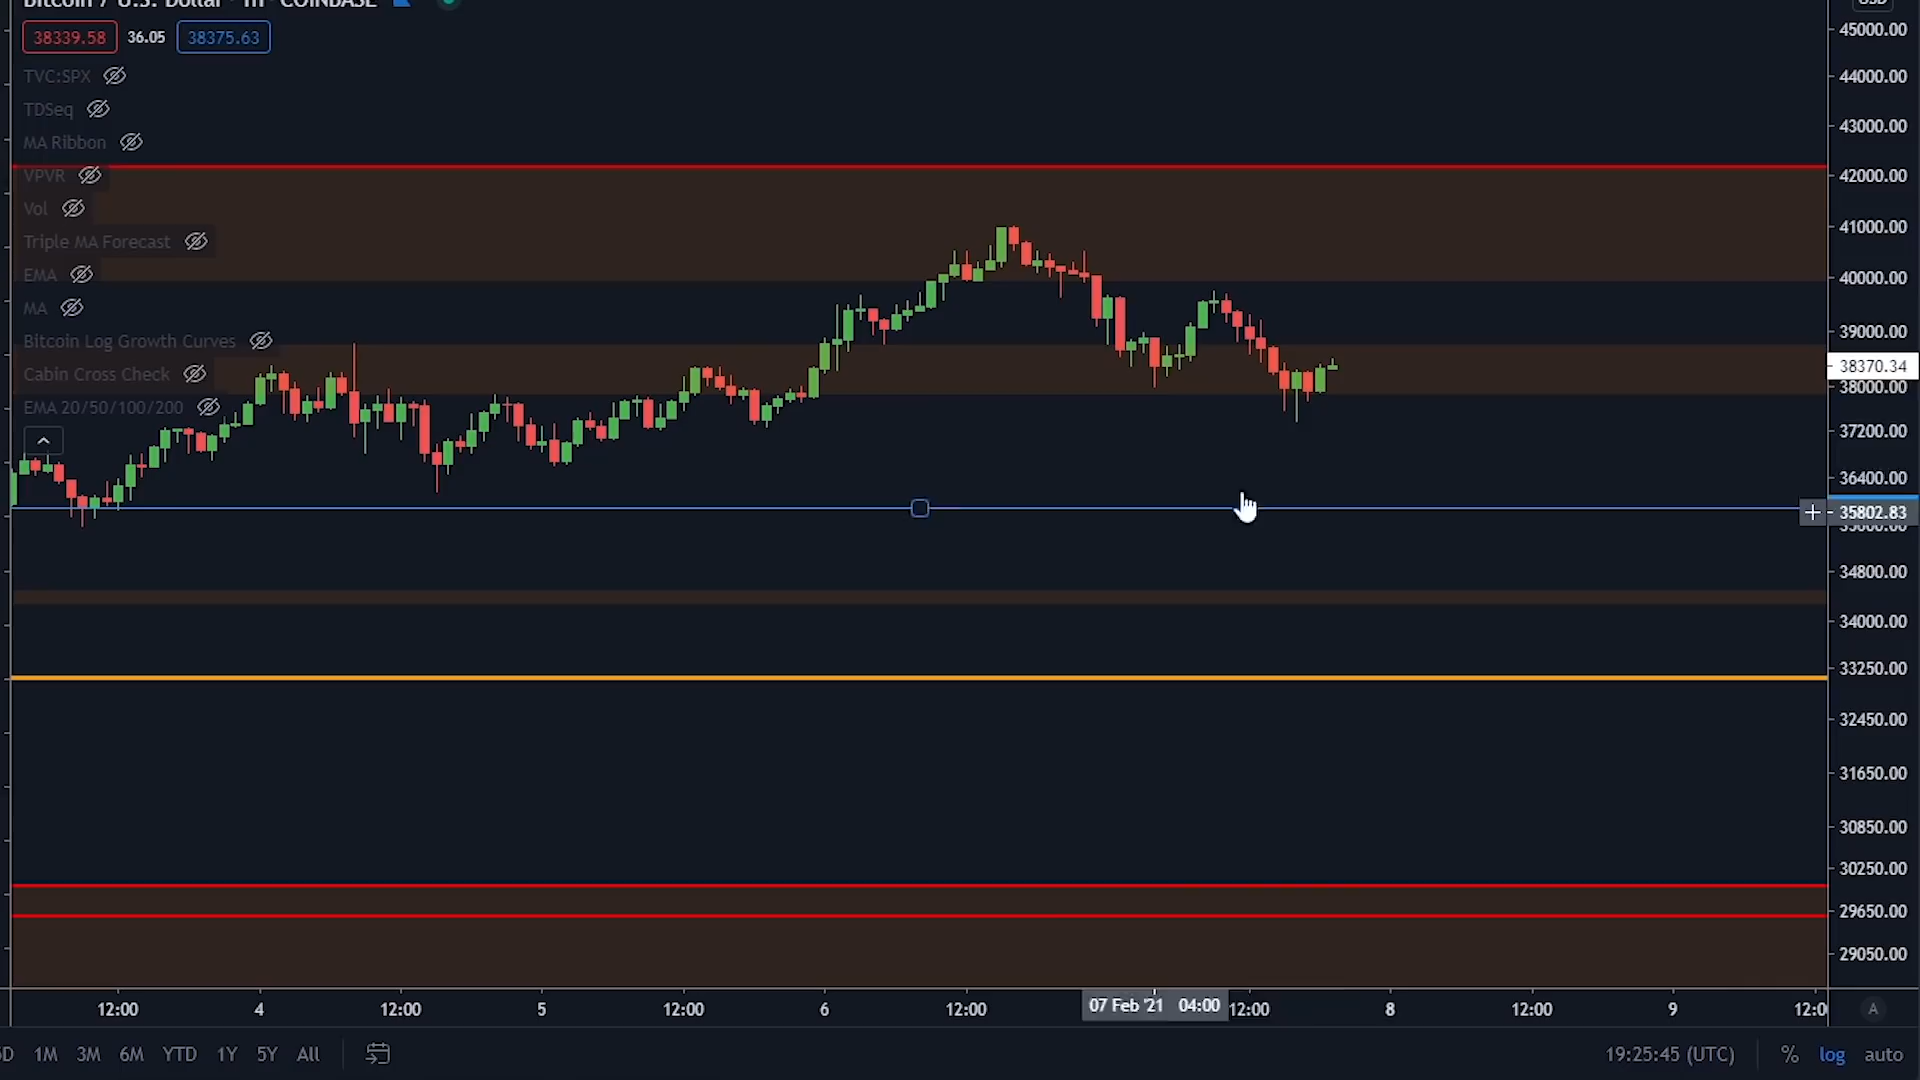 Bitcoin / U.S. Dollar · 1h · COINBASE
USD
38339.58 36.05 38375.63
TVC:SPX
TDSeq
MA Ribbon
VPVR
Vol
Triple MA Forecast
EMA
MA
Bitcoin Log Growth Curves
Cabin Cross Check
EMA 20/50/100/200
45000.00
44000.00
43000.00
42000.00
41000.00
40000.00
39000.00
38370.34
38000.00
37200.00
36400.00
35802.83
35600.00
34800.00
34000.00
33250.00
32450.00
31650.00
30850.00
30250.00
29650.00
29050.00
12:00 4 12:00 5 12:00 6 12:00 07 Feb '21 04:00 12:00 8 12:00 9 12:0 A
5D 1M 3M 6M YTD 1Y 5Y All 19:25:45 (UTC) % log auto